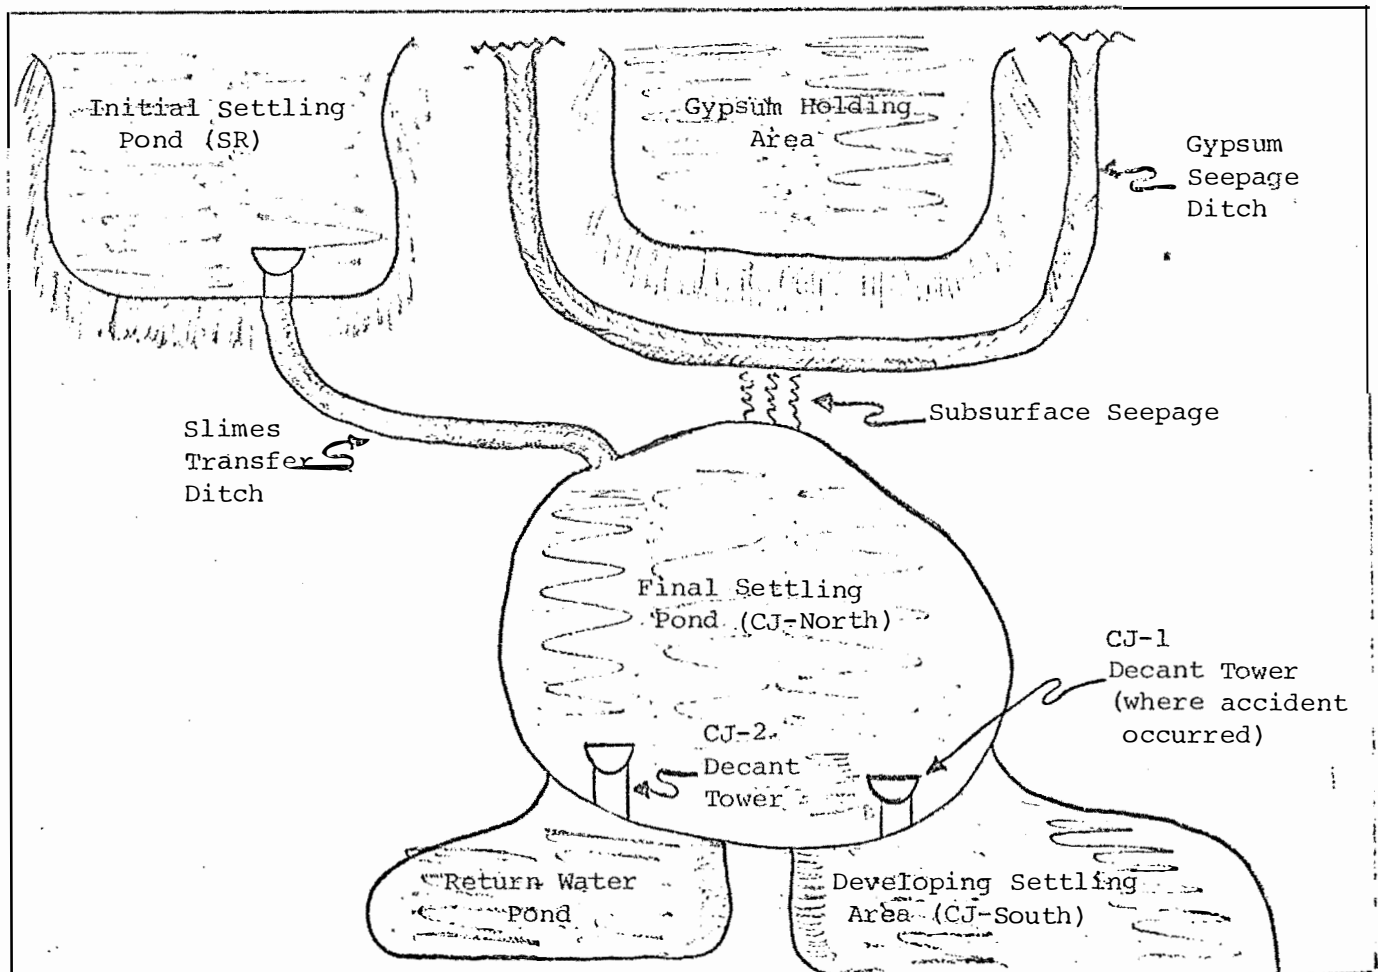 Initial Settling
Pond (SR)
Gypsum Holding
Area
Gypsum
Seepage
Ditch
Subsurface Seepage
Slimes
Transfer
Ditch
Final Settling
Pond (CJ-North)
CJ-1
Decant Tower
(where accident
occurred)
CJ-2
Decant
Tower
Return Water
Pond
Developing Settling
Area (CJ-South)